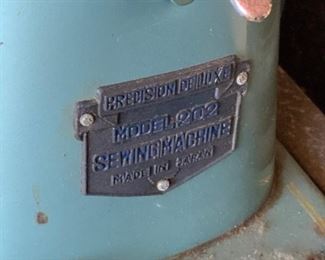 PRECISION DELUXE
MODEL 202
SEWING MACHINE
MADE IN JAPAN